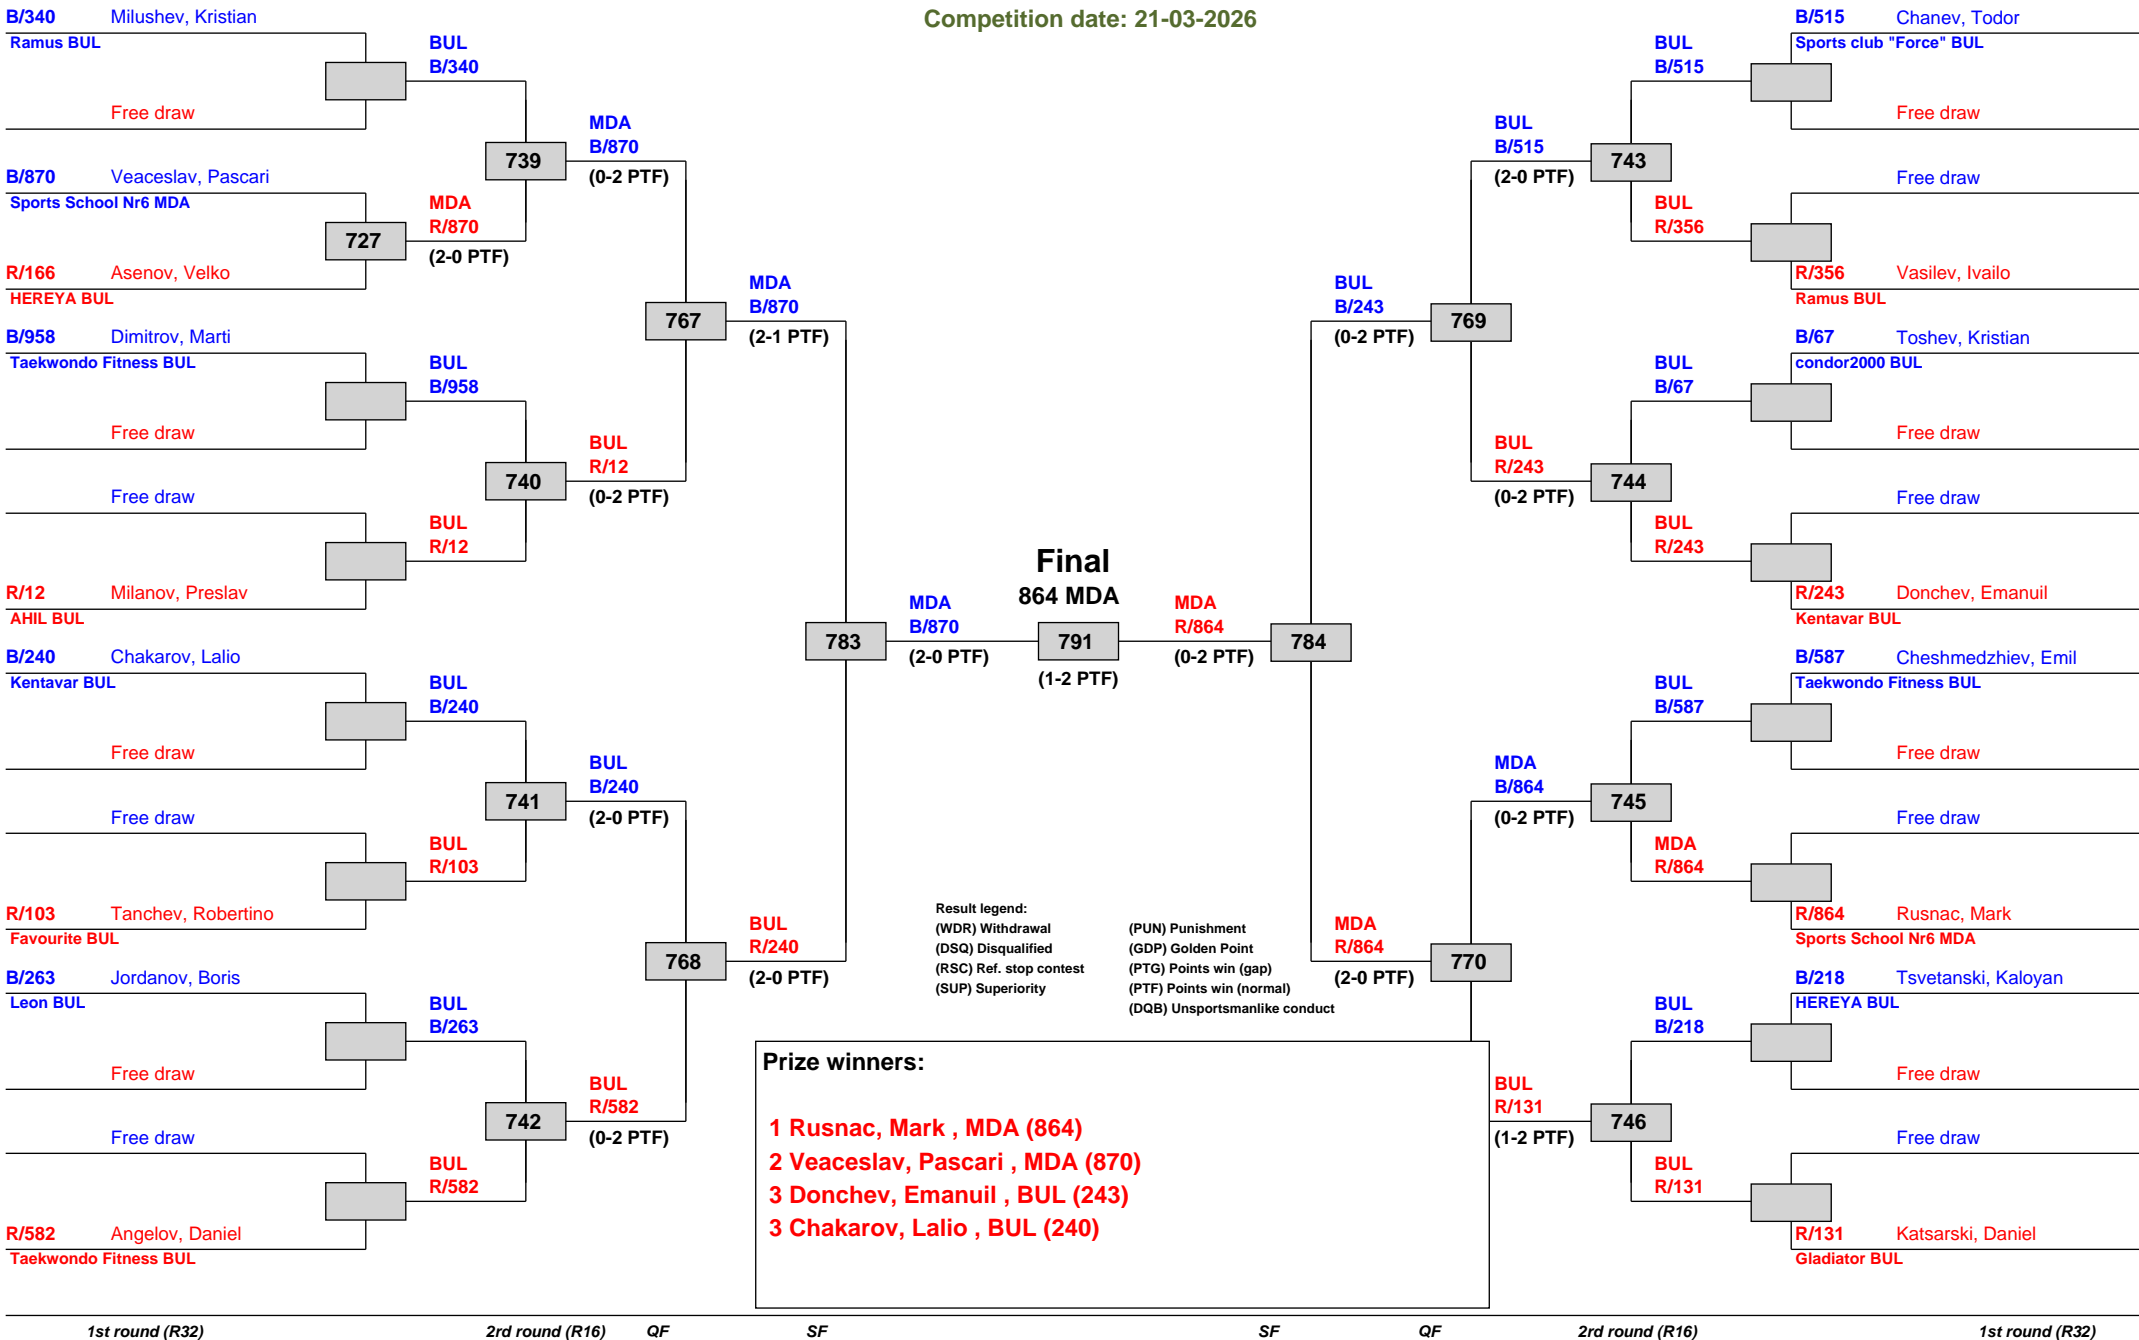 Competition date: 21-03-2026
B/340 Milushev, Kristian
Ramus BUL
Free draw
B/870 Veaceslav, Pascari
Sports School Nr6 MDA
R/166 Asenov, Velko
HEREYA BUL
B/958 Dimitrov, Marti
Taekwondo Fitness BUL
Free draw
Free draw
R/12 Milanov, Preslav
AHIL BUL
B/240 Chakarov, Lalio
Kentavar BUL
Free draw
Free draw
R/103 Tanchev, Robertino
Favourite BUL
B/263 Jordanov, Boris
Leon BUL
Free draw
Free draw
R/582 Angelov, Daniel
Taekwondo Fitness BUL
727
BUL
B/340
MDA
R/870
(2-0 PTF)
BUL
B/958
BUL
R/12
BUL
B/240
BUL
R/103
BUL
B/263
BUL
R/582
739
740
741
742
MDA
B/870
(0-2 PTF)
BUL
R/12
(0-2 PTF)
BUL
B/240
(2-0 PTF)
BUL
R/582
(0-2 PTF)
767
768
MDA
B/870
(2-1 PTF)
BUL
R/240
(2-0 PTF)
783
MDA
B/870
(2-0 PTF)
Final
864 MDA
791
(1-2 PTF)
MDA
R/864
(0-2 PTF)
784
BUL
B/243
(0-2 PTF)
MDA
R/864
(2-0 PTF)
769
770
BUL
B/515
(2-0 PTF)
BUL
R/243
(0-2 PTF)
MDA
B/864
(0-2 PTF)
BUL
R/131
(1-2 PTF)
743
744
745
746
BUL
B/515
BUL
R/356
BUL
B/67
BUL
R/243
BUL
B/587
MDA
R/864
BUL
B/218
BUL
R/131
B/515 Chanev, Todor
Sports club "Force" BUL
Free draw
Free draw
R/356 Vasilev, Ivailo
Ramus BUL
B/67 Toshev, Kristian
condor2000 BUL
Free draw
Free draw
R/243 Donchev, Emanuil
Kentavar BUL
B/587 Cheshmedzhiev, Emil
Taekwondo Fitness BUL
Free draw
Free draw
R/864 Rusnac, Mark
Sports School Nr6 MDA
B/218 Tsvetanski, Kaloyan
HEREYA BUL
Free draw
Free draw
R/131 Katsarski, Daniel
Gladiator BUL
Result legend:
(WDR) Withdrawal (PUN) Punishment
(DSQ) Disqualified (GDP) Golden Point
(RSC) Ref. stop contest (PTG) Points win (gap)
(SUP) Superiority (PTF) Points win (normal)
(DQB) Unsportsmanlike conduct
Prize winners:
1 Rusnac, Mark , MDA (864)
2 Veaceslav, Pascari , MDA (870)
3 Donchev, Emanuil , BUL (243)
3 Chakarov, Lalio , BUL (240)
1st round (R32) 2rd round (R16) QF SF SF QF 2rd round (R16) 1st round (R32)